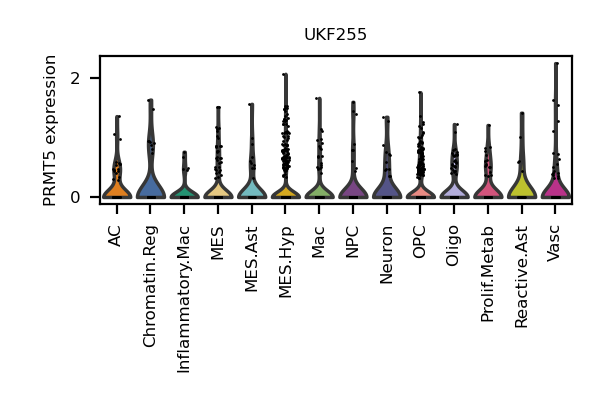 UKF255
PRMT5 expression
2
0
AC
Chromatin.Reg
Inflammatory.Mac
MES
MES.Ast
MES.Hyp
Mac
NPC
Neuron
OPC
Oligo
Prolif.Metab
Reactive.Ast
Vasc